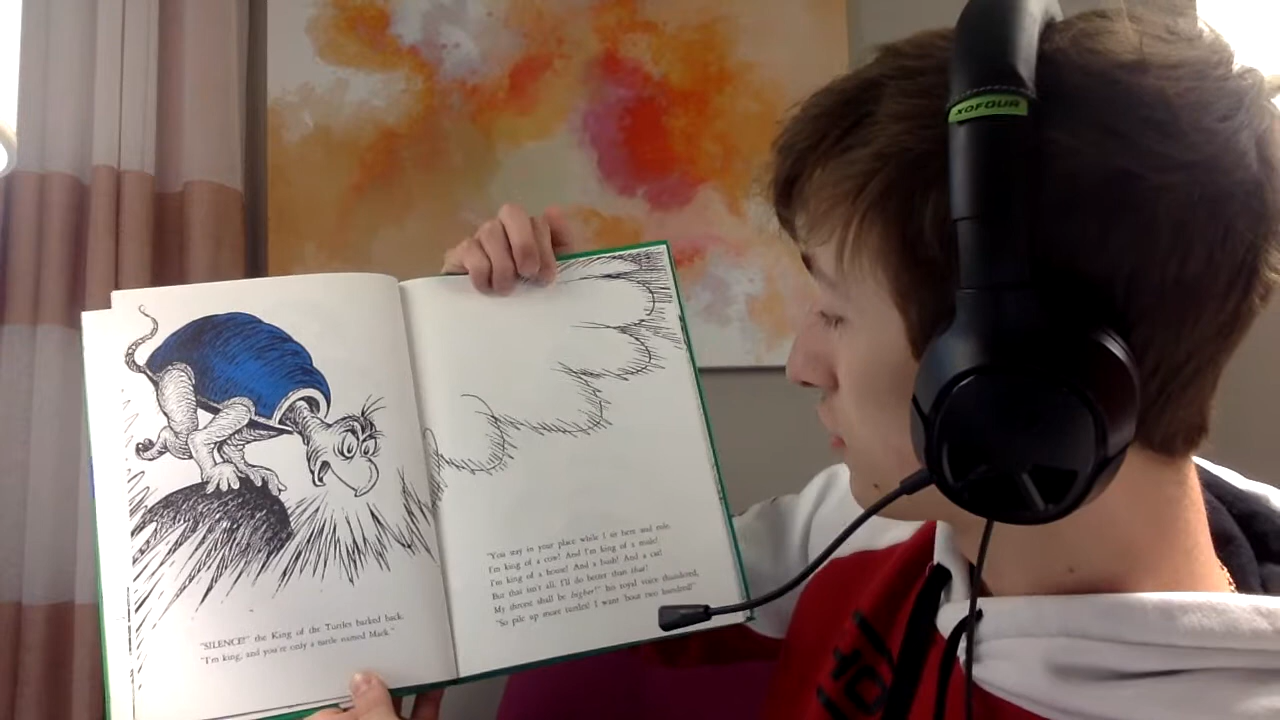 XOFOUR
"SILENCE!" the King of the Turtles barked back.
"I'm king, and you're only a turtle named Mack."
"You stay in your place while I sit here and rule.
I'm king of a cow! And I'm king of a mule!
I'm king of a house! And a bush! And a cat!
But that isn't all. I'll do better than that!
My throne shall be higher!" his royal voice thundered,
"So pile up more turtles! I want 'bout two hundred!"